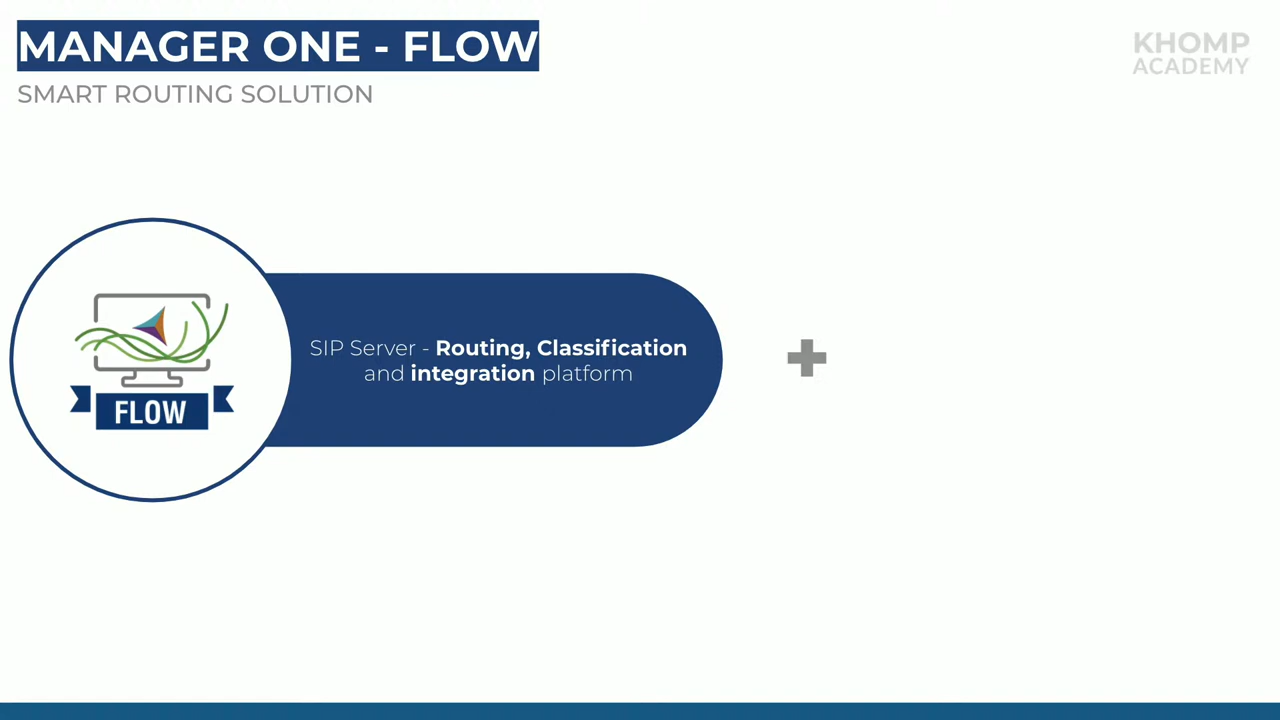 MANAGER ONE - FLOW
SMART ROUTING SOLUTION
KHOMP
ACADEMY
SIP Server - Routing, Classification
and integration platform
FLOW